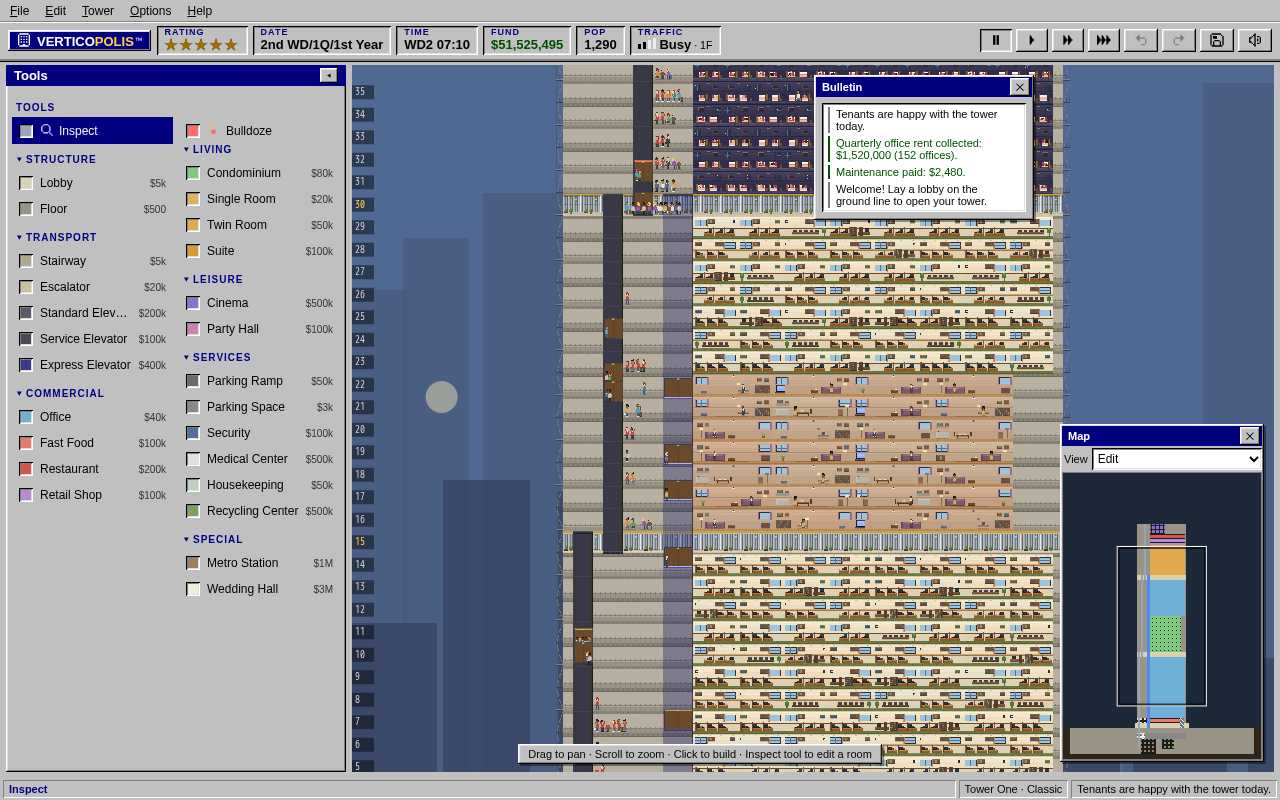 File Edit Tower Options Help
VERTICOPOLIS™
RATING
DATE
2nd WD/1Q/1st Year
TIME
WD2 07:10
FUND
$51,525,495
POP
1,290
TRAFFIC
Busy · 1F
Tools
TOOLS
Inspect
Bulldoze
STRUCTURE
Lobby $5k
Floor $500
TRANSPORT
Stairway $5k
Escalator $20k
Standard Elev… $200k
Service Elevator $100k
Express Elevator $400k
COMMERCIAL
Office $40k
Fast Food $100k
Restaurant $200k
Retail Shop $100k
LIVING
Condominium $80k
Single Room $20k
Twin Room $50k
Suite $100k
LEISURE
Cinema $500k
Party Hall $100k
SERVICES
Parking Ramp $50k
Parking Space $3k
Security $100k
Medical Center $500k
Housekeeping $50k
Recycling Center $500k
SPECIAL
Metro Station $1M
Wedding Hall $3M
35
34
33
32
31
30
29
28
27
26
25
24
23
22
21
20
19
18
17
16
15
14
13
12
11
10
9
8
7
6
5
Bulletin
Tenants are happy with the tower
today.
Quarterly office rent collected:
$1,520,000 (152 offices).
Maintenance paid: $2,480.
Welcome! Lay a lobby on the
ground line to open your tower.
Map
View Edit
Drag to pan · Scroll to zoom · Click to build · Inspect tool to edit a room
Inspect
Tower One · Classic
Tenants are happy with the tower today.